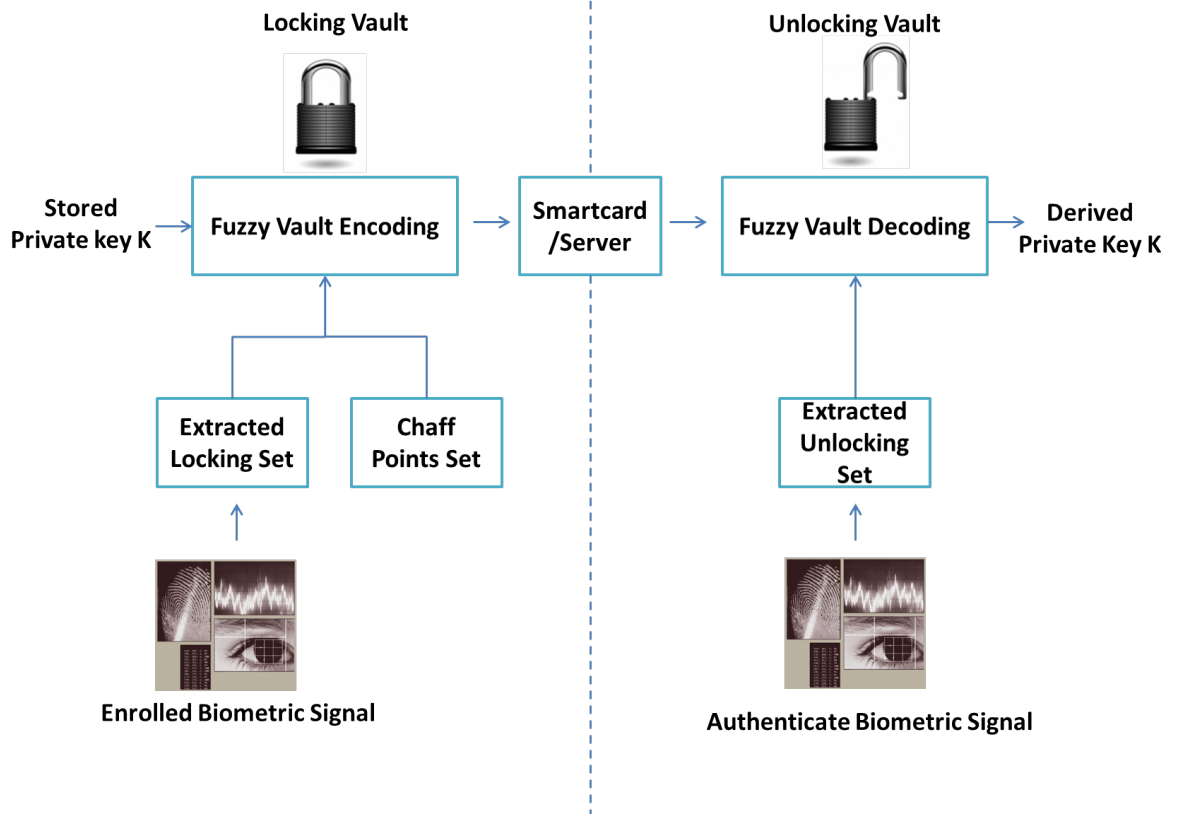 Locking Vault
Unlocking Vault
Stored
Private key K
Fuzzy Vault Encoding
Smartcard
/Server
Fuzzy Vault Decoding
Derived
Private Key K
Extracted
Locking Set
Chaff
Points Set
Extracted
Unlocking
Set
Enrolled Biometric Signal
Authenticate Biometric Signal